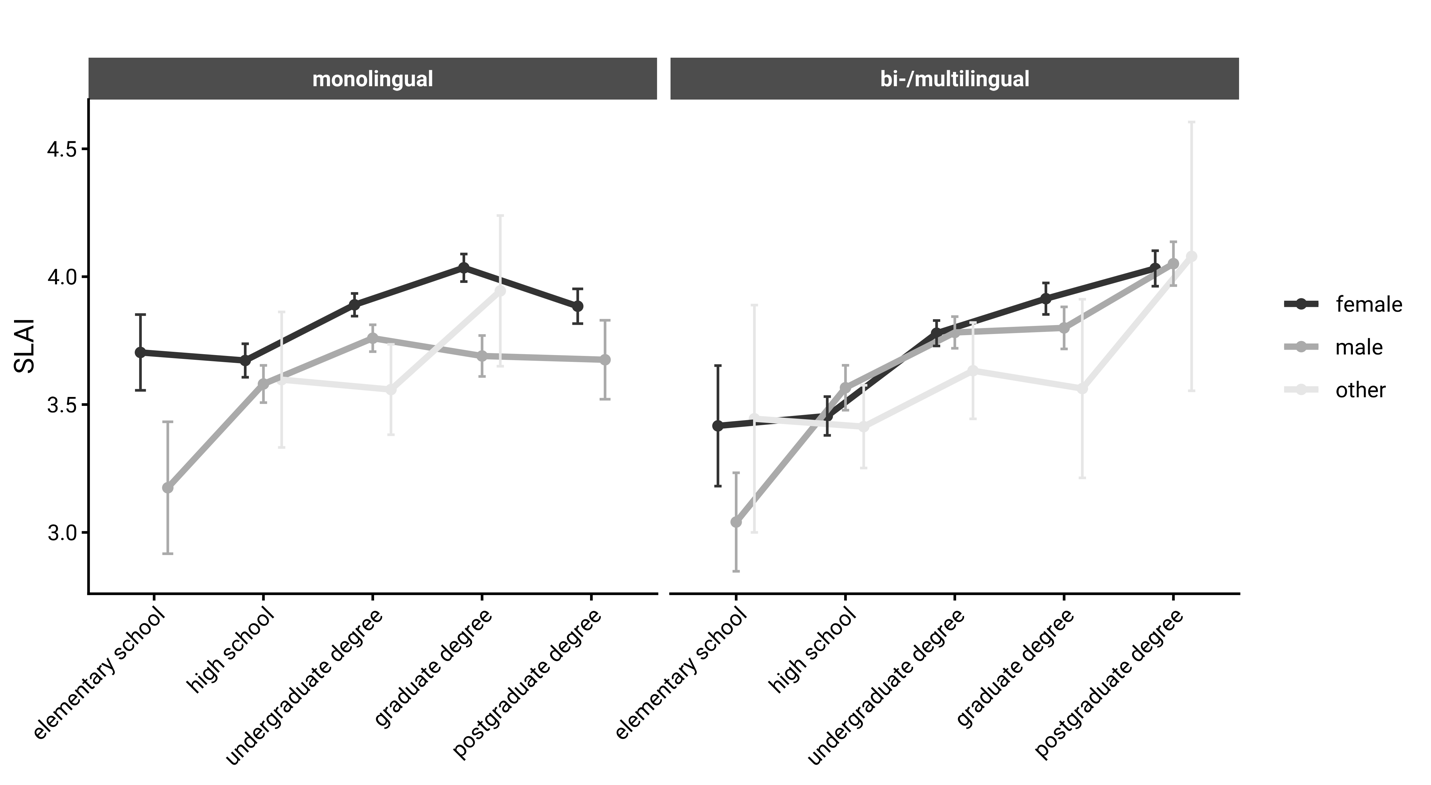 monolingual
bi-/multilingual
SLAI
4.5
4.0
3.5
3.0
elementary school
high school
undergraduate degree
graduate degree
postgraduate degree
elementary school
high school
undergraduate degree
graduate degree
postgraduate degree
female
male
other